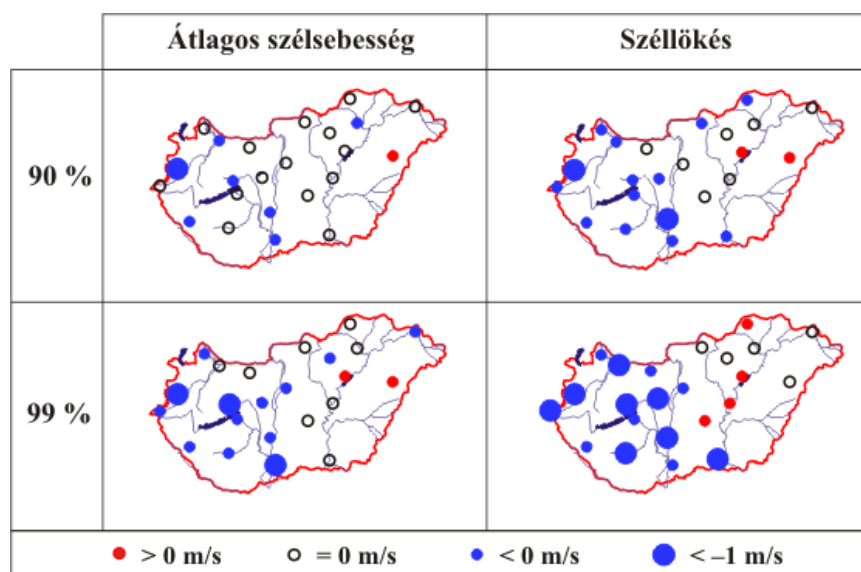 Átlagos szélsebesség
Széllökés
90 %
99 %
> 0 m/s
= 0 m/s
< 0 m/s
< –1 m/s